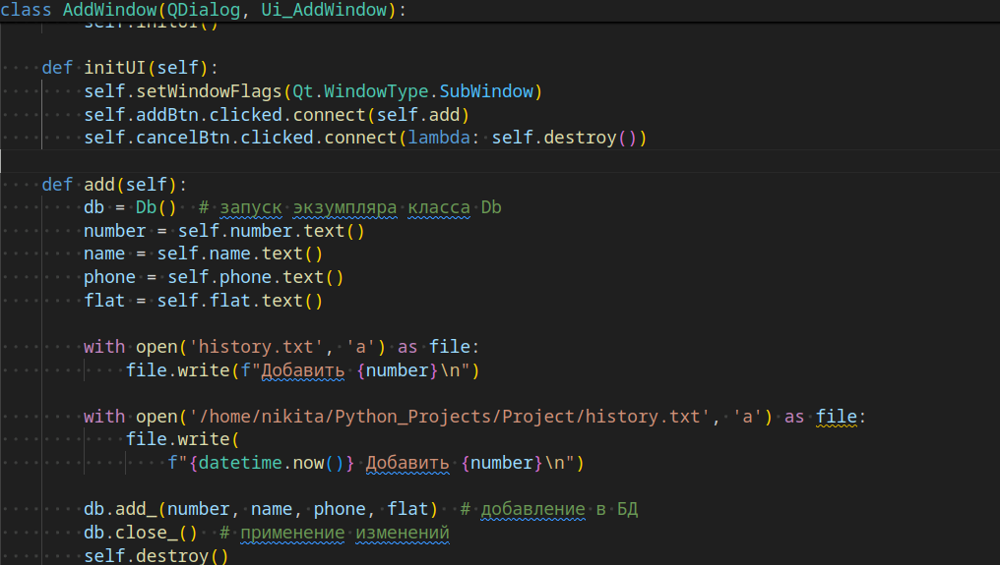 class AddWindow(QDialog, Ui_AddWindow):
self.initUI()
def initUI(self):
self.setWindowFlags(Qt.WindowType.SubWindow)
self.addBtn.clicked.connect(self.add)
self.cancelBtn.clicked.connect(lambda: self.destroy())
def add(self):
db = Db()  # запуск экзумпляра класса Db
number = self.number.text()
name = self.name.text()
phone = self.phone.text()
flat = self.flat.text()
with open('history.txt', 'a') as file:
file.write(f"Добавить {number}\n")
with open('/home/nikita/Python_Projects/Project/history.txt', 'a') as file:
file.write(
f"{datetime.now()} Добавить {number}\n")
db.add_(number, name, phone, flat)  # добавление в БД
db.close_()  # применение изменений
self.destroy()